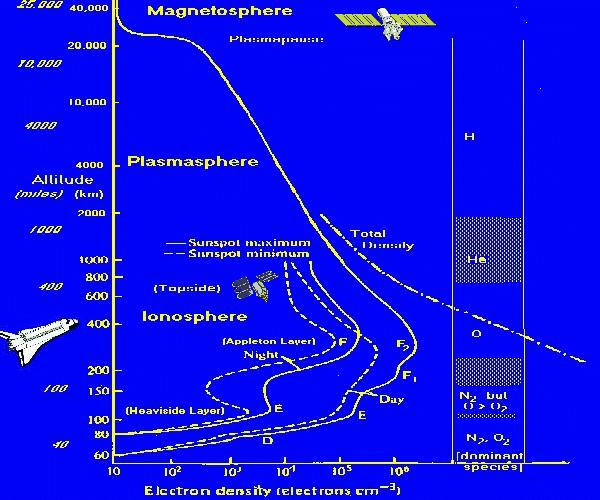 25,000
40,000
Magnetosphere
20,000
Plasmapause
10,000
10,000
4000
H
4000
Plasmasphere
Altitude
(miles) (km)
2000
1000
Total
Density
Sunspot maximum
Sunspot minimum
1000
He
800
400
(Topside)
600
Ionosphere
400
O
(Appleton Layer)
F
F2
Night
200
F1
100
150
Day
N2, but
O > O2
(Heaviside Layer)
E
E
100
80
D
40
N2, O2
60
[dominant
species]
10
10²
10³
10⁴
10⁵
10⁶
Electron density (electrons cm⁻³)